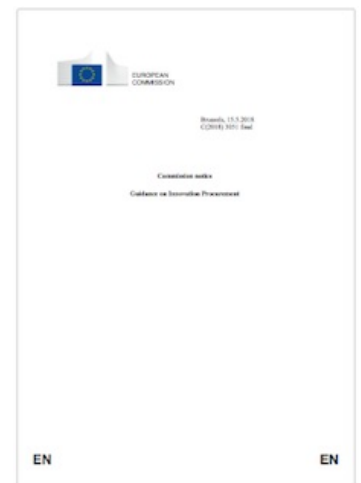 EUROPEAN
COMMISSION
Brussels, 15.5.2018
C(2018) 3051 final
Commission notice
Guidance on Innovation Procurement
EN
EN